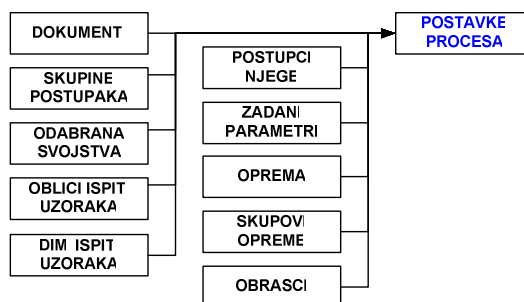 DOKUMENT
SKUPINE
POSTUPAKA
ODABRANA
SVOJSTVA
OBLICI ISPIT
UZORAKA
DIM ISPIT
UZORAKA
POSTUPCI
NJEGE
ZADANI
PARAMETRI
OPREMA
SKUPOVI
OPREME
OBRASCI
POSTAVKE
PROCESA